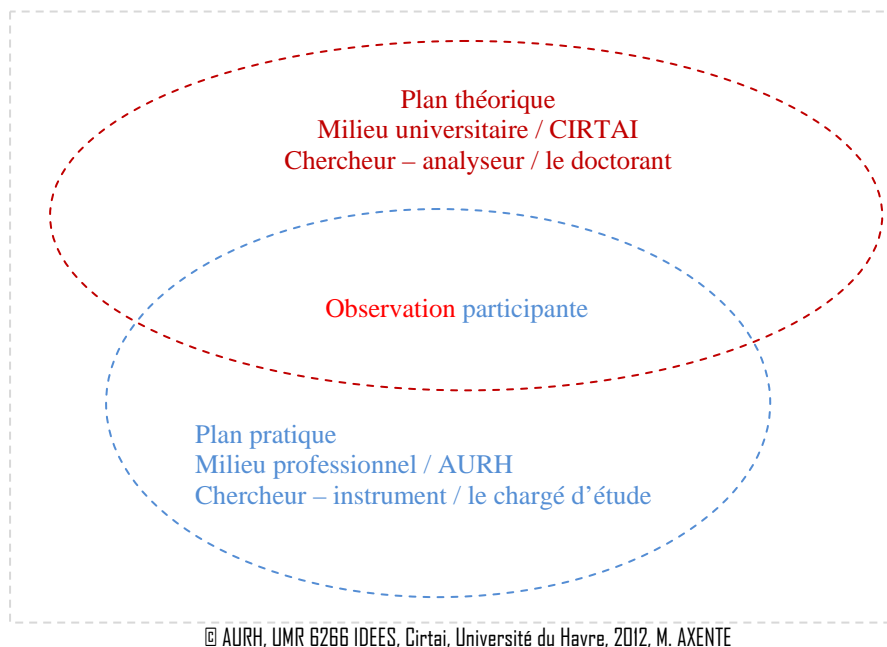 Plan théorique
Milieu universitaire / CIRTAI
Chercheur – analyseur / le doctorant
Observation participante
Plan pratique
Milieu professionnel / AURH
Chercheur – instrument / le chargé d’étude
© AURH, UMR 6266 IDEES, Cirtai, Université du Havre, 2012, M. AXENTE